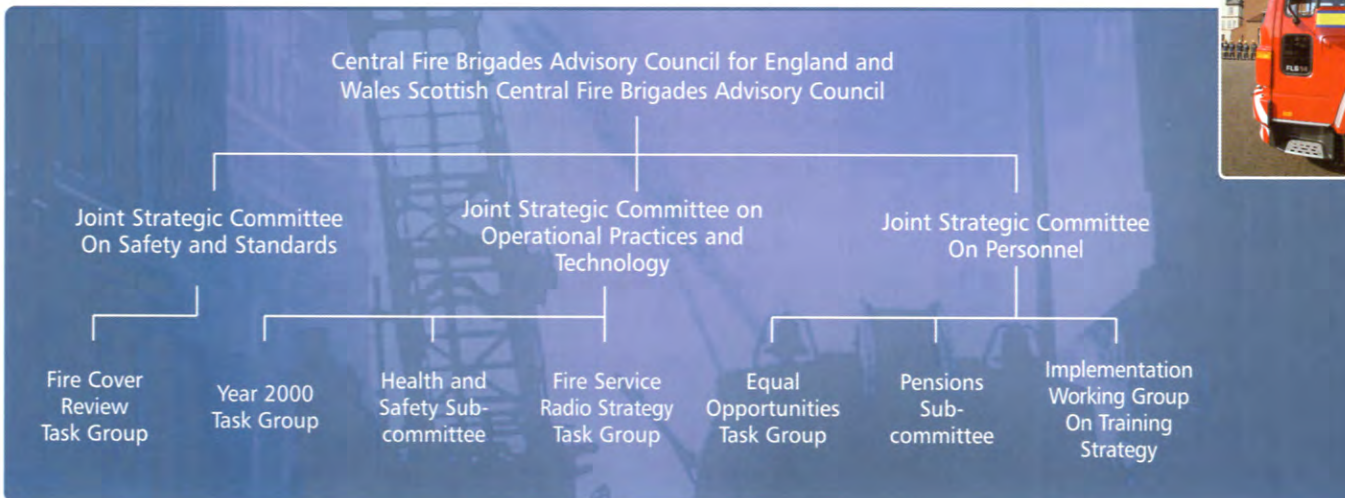 Central Fire Brigades Advisory Council for England and
Wales Scottish Central Fire Brigades Advisory Council
Joint Strategic Committee
On Safety and Standards
Joint Strategic Committee on
Operational Practices and
Technology
Joint Strategic Committee
On Personnel
Fire Cover
Review
Task Group
Year 2000
Task Group
Health and
Safety Sub-
committee
Fire Service
Radio Strategy
Task Group
Equal
Opportunities
Task Group
Pensions
Sub-
committee
Implementation
Working Group
On Training
Strategy